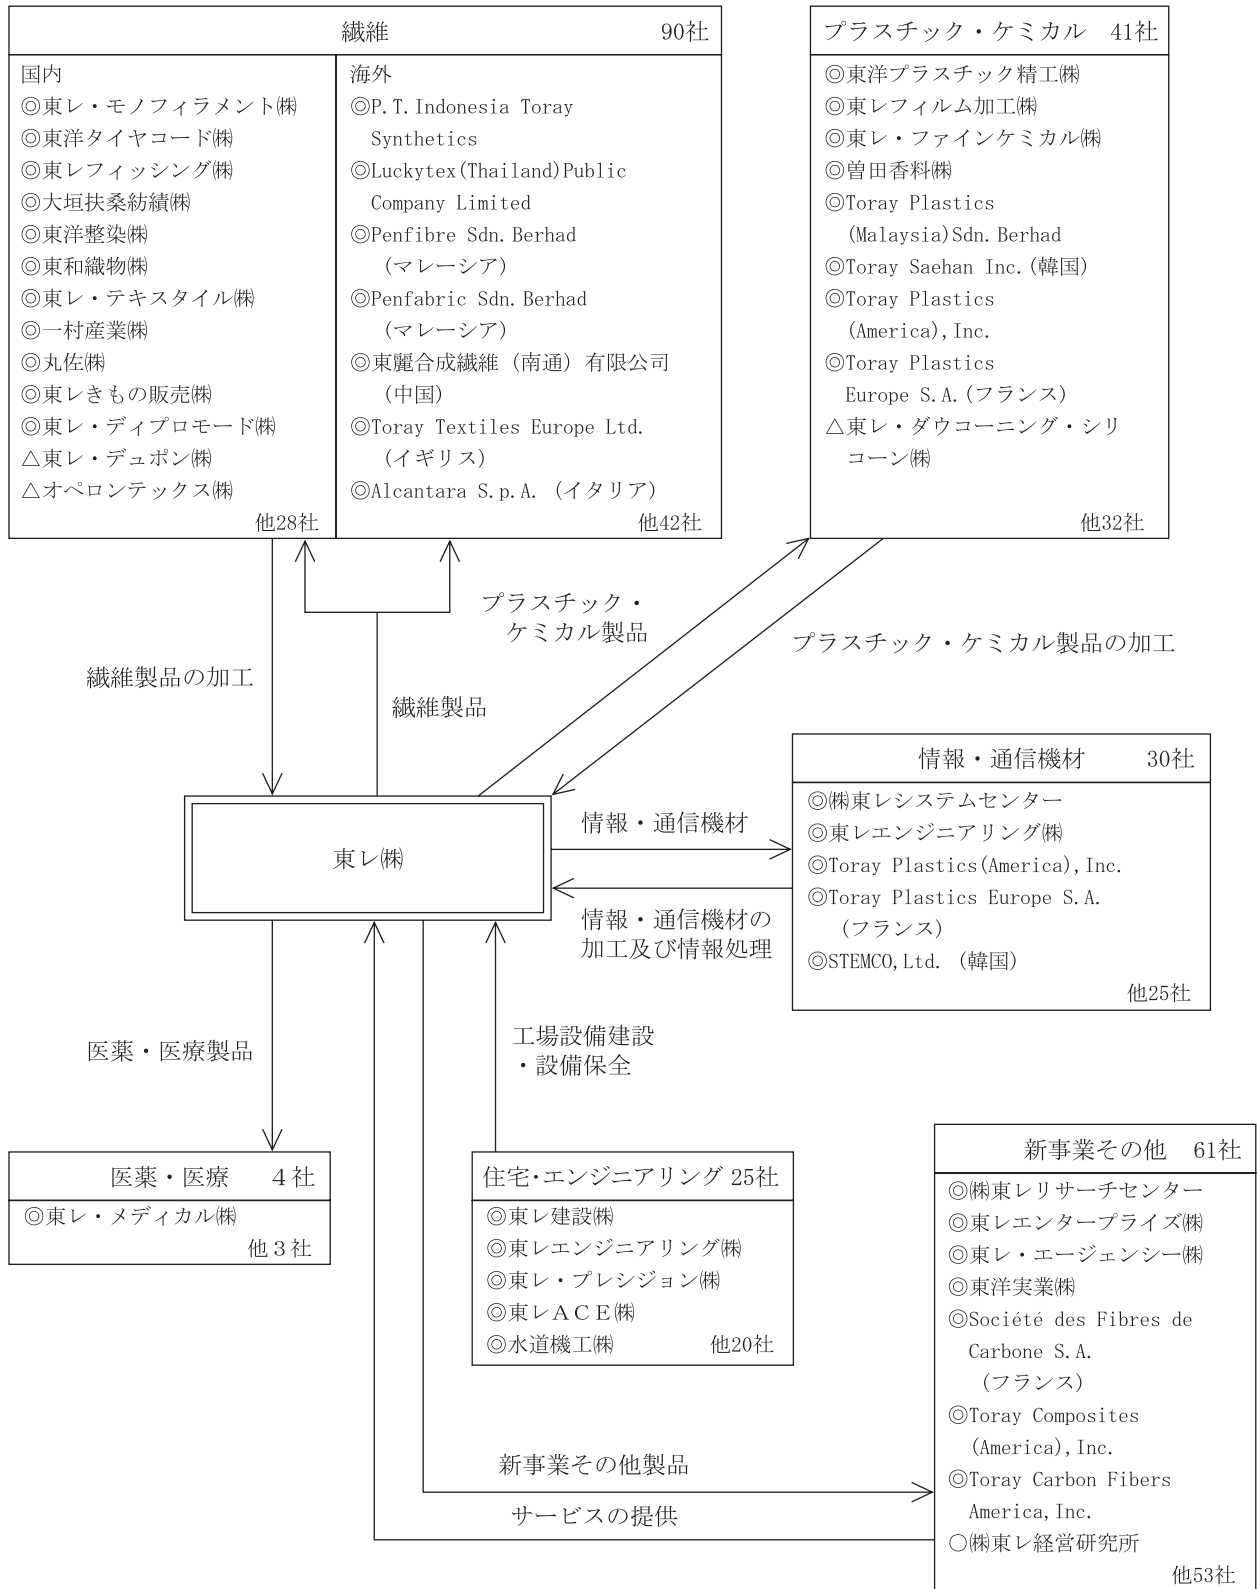 繊維 90社
国内
◎東レ・モノフィラメント㈱
◎東洋タイヤコード㈱
◎東レフィッシング㈱
◎大垣扶桑紡績㈱
◎東洋整染㈱
◎東和織物㈱
◎東レ・テキスタイル㈱
◎一村産業㈱
◎丸佐㈱
◎東レきもの販売㈱
◎東レ・ディプロモード㈱
△東レ・デュポン㈱
△オペロンテックス㈱
他28社
海外
◎P.T.Indonesia Toray
Synthetics
◎Luckytex(Thailand)Public
Company Limited
◎Penfibre Sdn.Berhad
（マレーシア）
◎Penfabric Sdn.Berhad
（マレーシア）
◎東麗合成繊維（南通）有限公司
（中国）
◎Toray Textiles Europe Ltd.
（イギリス）
◎Alcantara S.p.A.（イタリア）
他42社
プラスチック・ケミカル 41社
◎東洋プラスチック精工㈱
◎東レフィルム加工㈱
◎東レ・ファインケミカル㈱
◎曽田香料㈱
◎Toray Plastics
(Malaysia)Sdn.Berhad
◎Toray Saehan Inc.(韓国)
◎Toray Plastics
(America),Inc.
◎Toray Plastics
Europe S.A.(フランス)
△東レ・ダウコーニング・シリ
コーン㈱
他32社
プラスチック・
ケミカル製品
プラスチック・ケミカル製品の加工
繊維製品の加工
繊維製品
情報・通信機材 30社
◎㈱東レシステムセンター
◎東レエンジニアリング㈱
◎Toray Plastics(America),Inc.
◎Toray Plastics Europe S.A.
（フランス）
◎STEMCO,Ltd.（韓国）
他25社
東レ㈱
情報・通信機材
情報・通信機材の
加工及び情報処理
医薬・医療製品
工場設備建設
・設備保全
医薬・医療 ４社
◎東レ・メディカル㈱
他３社
住宅・エンジニアリング 25社
◎東レ建設㈱
◎東レエンジニアリング㈱
◎東レ・プレシジョン㈱
◎東レＡＣＥ㈱
◎水道機工㈱ 他20社
新事業その他 61社
◎㈱東レリサーチセンター
◎東レエンタープライズ㈱
◎東レ・エージェンシー㈱
◎東洋実業㈱
◎Société des Fibres de
Carbone S.A.
（フランス）
◎Toray Composites
(America),Inc.
◎Toray Carbon Fibers
America,Inc.
○㈱東レ経営研究所
他53社
新事業その他製品
サービスの提供